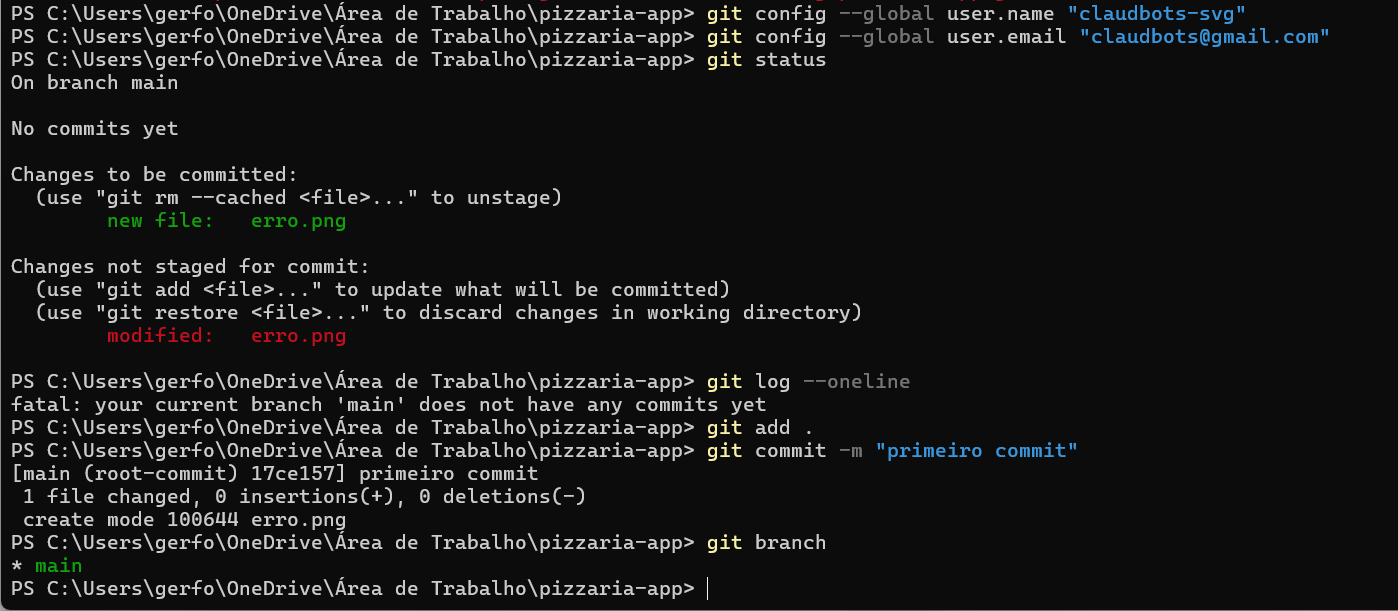 PS C:\Users\gerfo\OneDrive\Área de Trabalho\pizzaria-app> git config --global user.name "claudbots-svg"
PS C:\Users\gerfo\OneDrive\Área de Trabalho\pizzaria-app> git config --global user.email "claudbots@gmail.com"
PS C:\Users\gerfo\OneDrive\Área de Trabalho\pizzaria-app> git status
On branch main

No commits yet

Changes to be committed:
  (use "git rm --cached <file>..." to unstage)
        new file:   erro.png

Changes not staged for commit:
  (use "git add <file>..." to update what will be committed)
  (use "git restore <file>..." to discard changes in working directory)
        modified:   erro.png

PS C:\Users\gerfo\OneDrive\Área de Trabalho\pizzaria-app> git log --oneline
fatal: your current branch 'main' does not have any commits yet
PS C:\Users\gerfo\OneDrive\Área de Trabalho\pizzaria-app> git add .
PS C:\Users\gerfo\OneDrive\Área de Trabalho\pizzaria-app> git commit -m "primeiro commit"
[main (root-commit) 17ce157] primeiro commit
 1 file changed, 0 insertions(+), 0 deletions(-)
 create mode 100644 erro.png
PS C:\Users\gerfo\OneDrive\Área de Trabalho\pizzaria-app> git branch
* main
PS C:\Users\gerfo\OneDrive\Área de Trabalho\pizzaria-app>